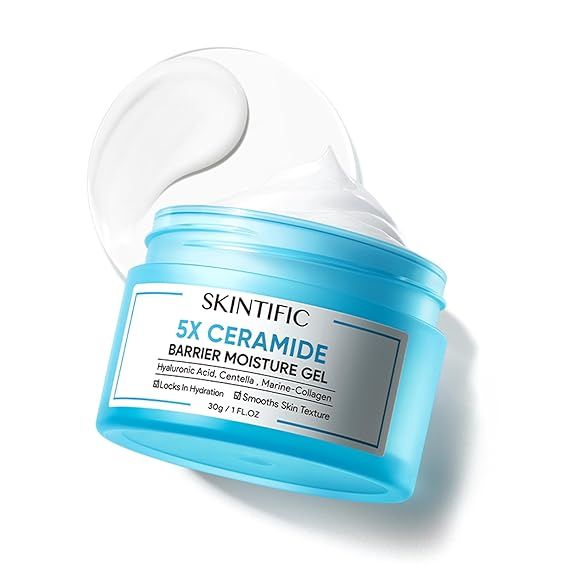 SKINTIFIC
5X CERAMIDE
BARRIER MOISTURE GEL
Hyaluronic Acid, Centella , Marine-Collagen
☑ Locks In Hydration ☑ Smooths Skin Texture
30g / 1 FL.OZ